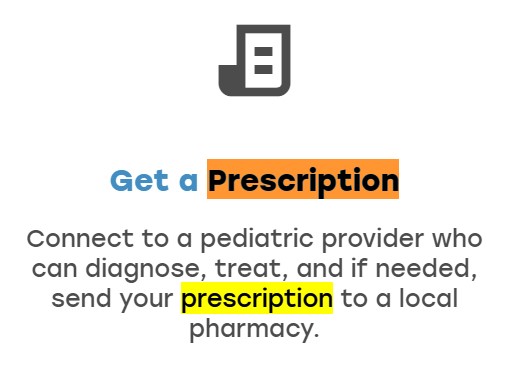 Get a Prescription
Connect to a pediatric provider who
can diagnose, treat, and if needed,
send your prescription to a local
pharmacy.